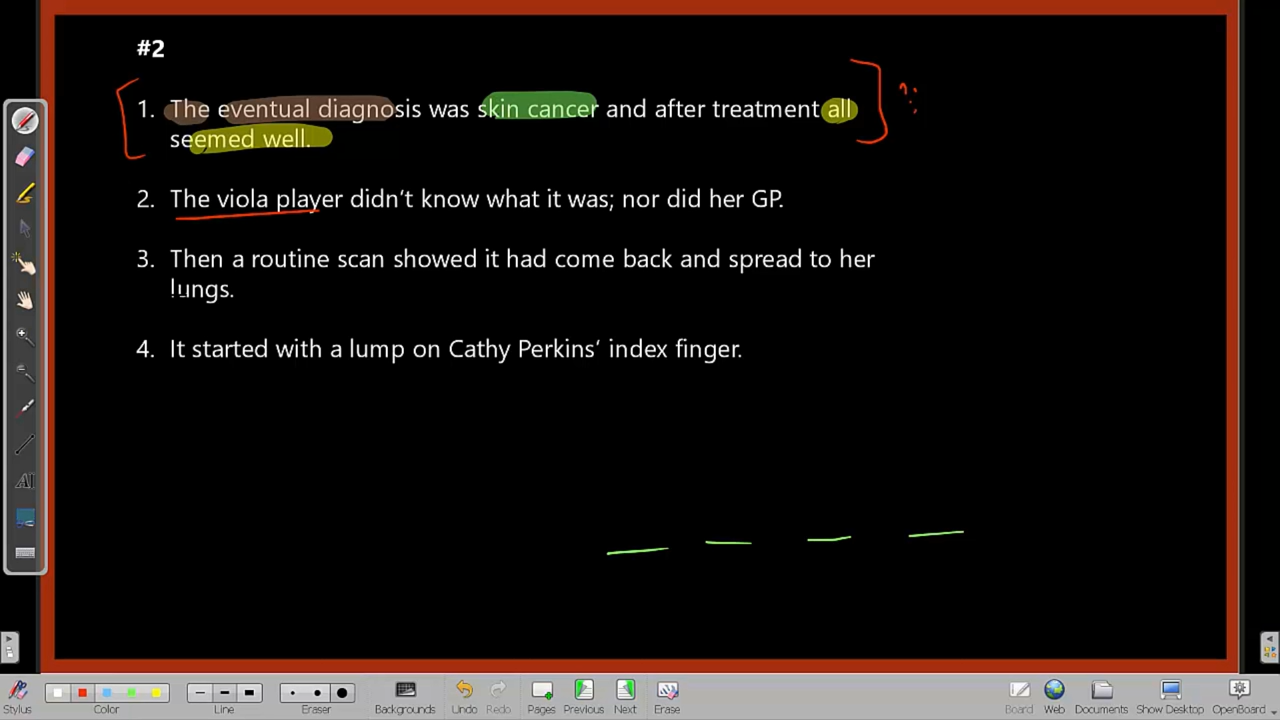 #2
1. The eventual diagnosis was skin cancer and after treatment all
seemed well.
2. The viola player didn't know what it was; nor did her GP.
3. Then a routine scan showed it had come back and spread to her
lungs.
4. It started with a lump on Cathy Perkins' index finger.
Stylus Color Line Eraser Backgrounds Undo Redo Pages Previous Next Erase Board Web Documents Show Desktop OpenBoard